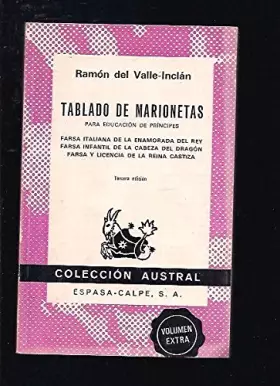 Ramón del Valle-Inclán
TABLADO DE MARIONETAS
PARA EDUCACIÓN DE PRÍNCIPES
FARSA ITALIANA DE LA ENAMORADA DEL REY
FARSA INFANTIL DE LA CABEZA DEL DRAGÓN
FARSA Y LICENCIA DE LA REINA CASTIZA
Tercera edición
COLECCIÓN AUSTRAL
ESPASA-CALPE, S. A.
VOLUMEN
EXTRA